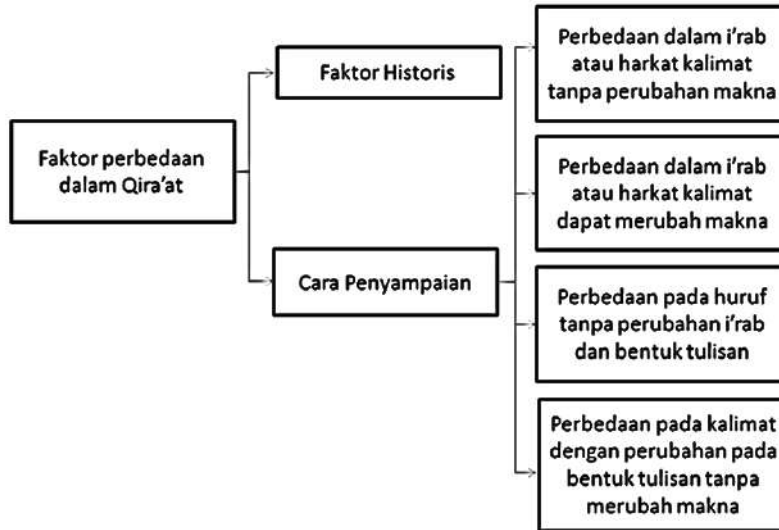 Faktor perbedaan
dalam Qira'at
Faktor Historis
Cara Penyampaian
Perbedaan dalam i'rab
atau harkat kalimat
tanpa perubahan makna
Perbedaan dalam i'rab
atau harkat kalimat
dapat merubah makna
Perbedaan pada huruf
tanpa perubahan i'rab
dan bentuk tulisan
Perbedaan pada kalimat
dengan perubahan pada
bentuk tulisan tanpa
merubah makna